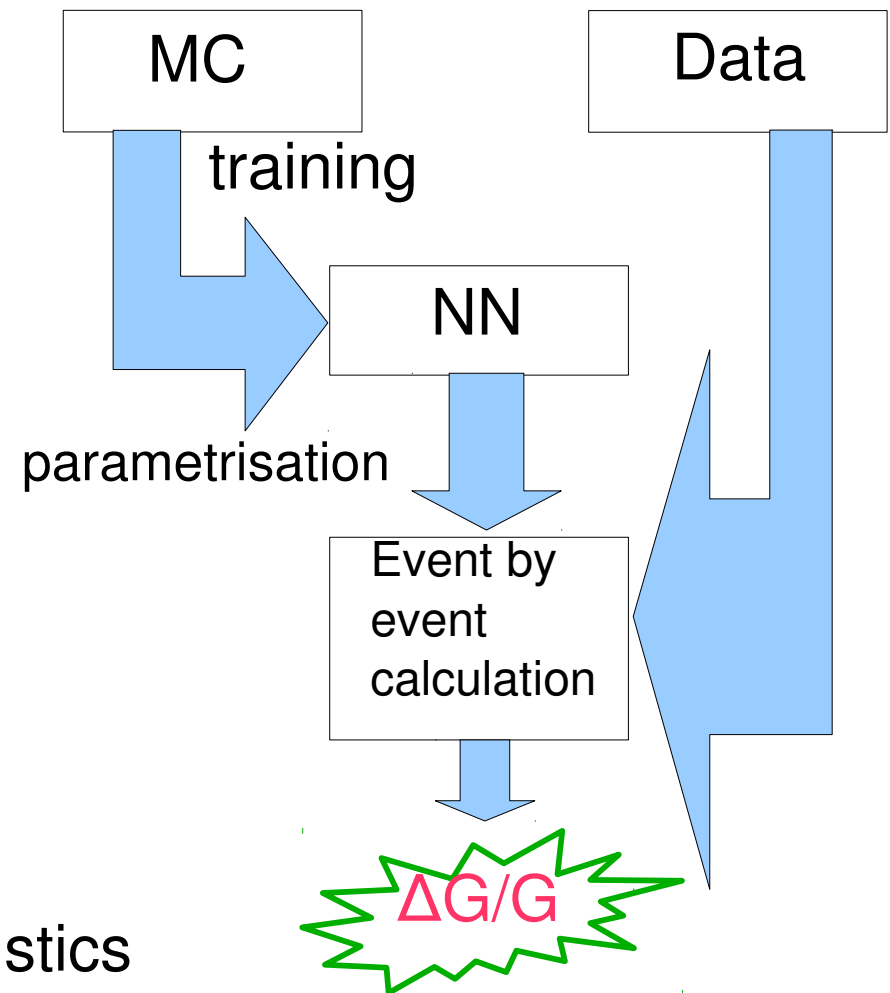 MC
Data
training
NN
parametrisation
Event by
event
calculation
ΔG/G
stics